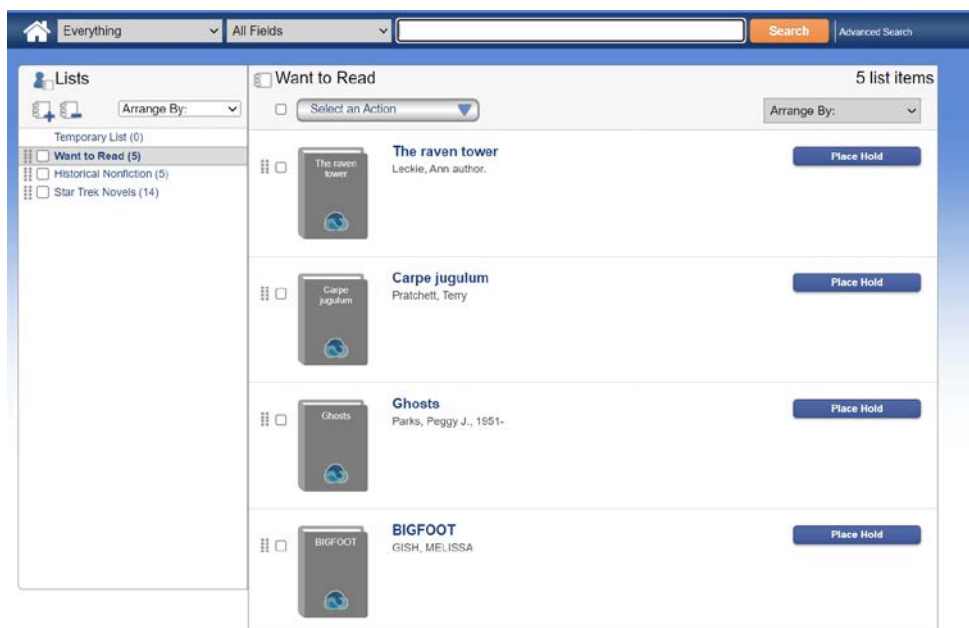 Everything
All Fields
Search
Advanced Search
Lists
Arrange By:
Temporary List (0)
Want to Read (5)
Historical Nonfiction (5)
Star Trek Novels (14)
Want to Read
5 list items
Select an Action
Arrange By:
The raven
tower
The raven tower
Leckie, Ann author.
Place Hold
Carpe
jugulum
Carpe jugulum
Pratchett, Terry
Place Hold
Ghosts
Ghosts
Parks, Peggy J., 1951-
Place Hold
BIGFOOT
BIGFOOT
GISH, MELISSA
Place Hold